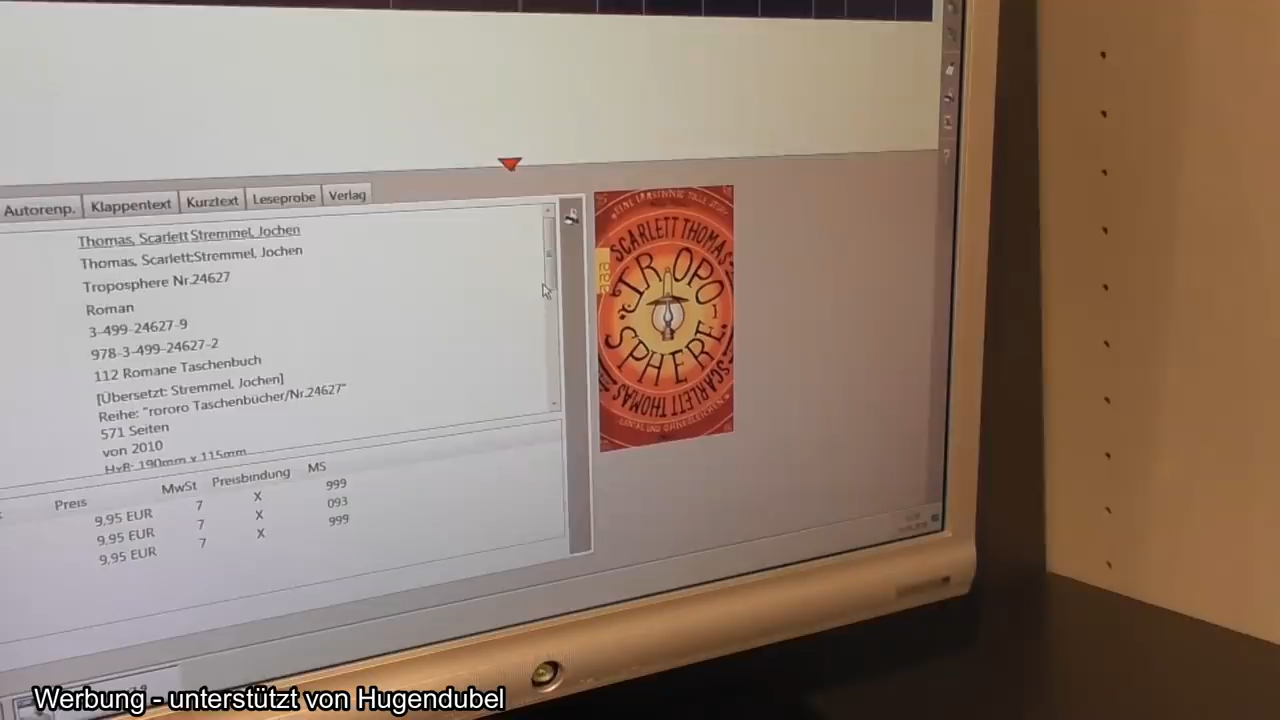 Autorenp. Klappentext Kurztext Leseprobe Verlag
Thomas, Scarlett Stremmel, Jochen
Thomas, Scarlett;Stremmel, Jochen
Troposphere Nr.24627
Roman
3-499-24627-9
978-3-499-24627-2
112 Romane Taschenbuch
[Übersetzt: Stremmel, Jochen]
Reihe: "rororo Taschenbücher/Nr.24627"
571 Seiten
von 2010
HxB: 190mm x 115mm
Preis MwSt Preisbindung MS
9,95 EUR 7 X 999
9,95 EUR 7 X 093
9,95 EUR 7 X 999
SCARLETT THOMAS
TROPO-
SPHERE
SCARLETT THOMAS
?
Werbung - unterstützt von Hugendubel